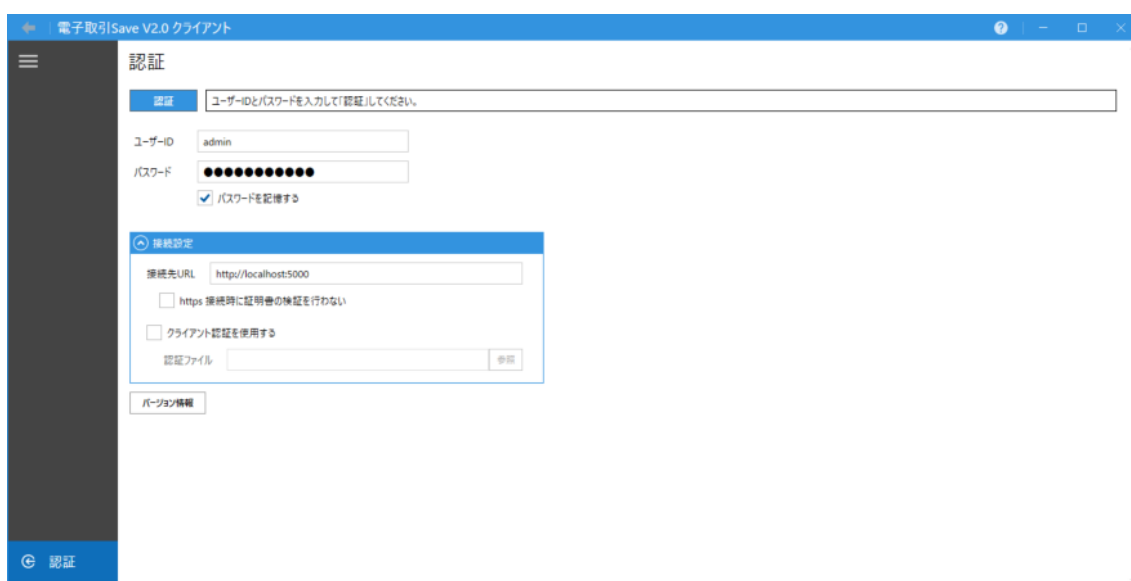 電子取引Save V2.0 クライアント
認証
認証 ユーザーIDとパスワードを入力して「認証」してください。
ユーザーID admin
パスワード ●●●●●●●●●●●
パスワードを記憶する
接続設定
接続先URL http://localhost:5000
https 接続時に証明書の検証を行わない
クライアント認証を使用する
認証ファイル 参照
バージョン情報
認証